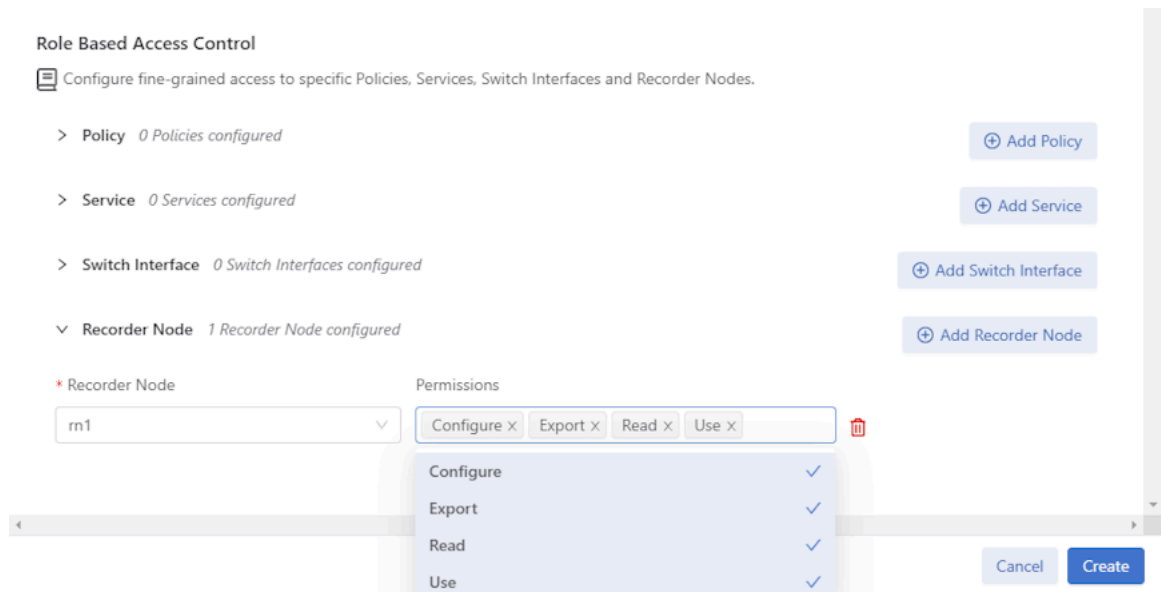 Role Based Access Control
Configure fine-grained access to specific Policies, Services, Switch Interfaces and Recorder Nodes.
Policy 0 Policies configured
Add Policy
Service 0 Services configured
Add Service
Switch Interface 0 Switch Interfaces configured
Add Switch Interface
Recorder Node 1 Recorder Node configured
Add Recorder Node
* Recorder Node
Permissions
rn1
Configure × Export × Read × Use ×
Configure
Export
Read
Use
Cancel
Create